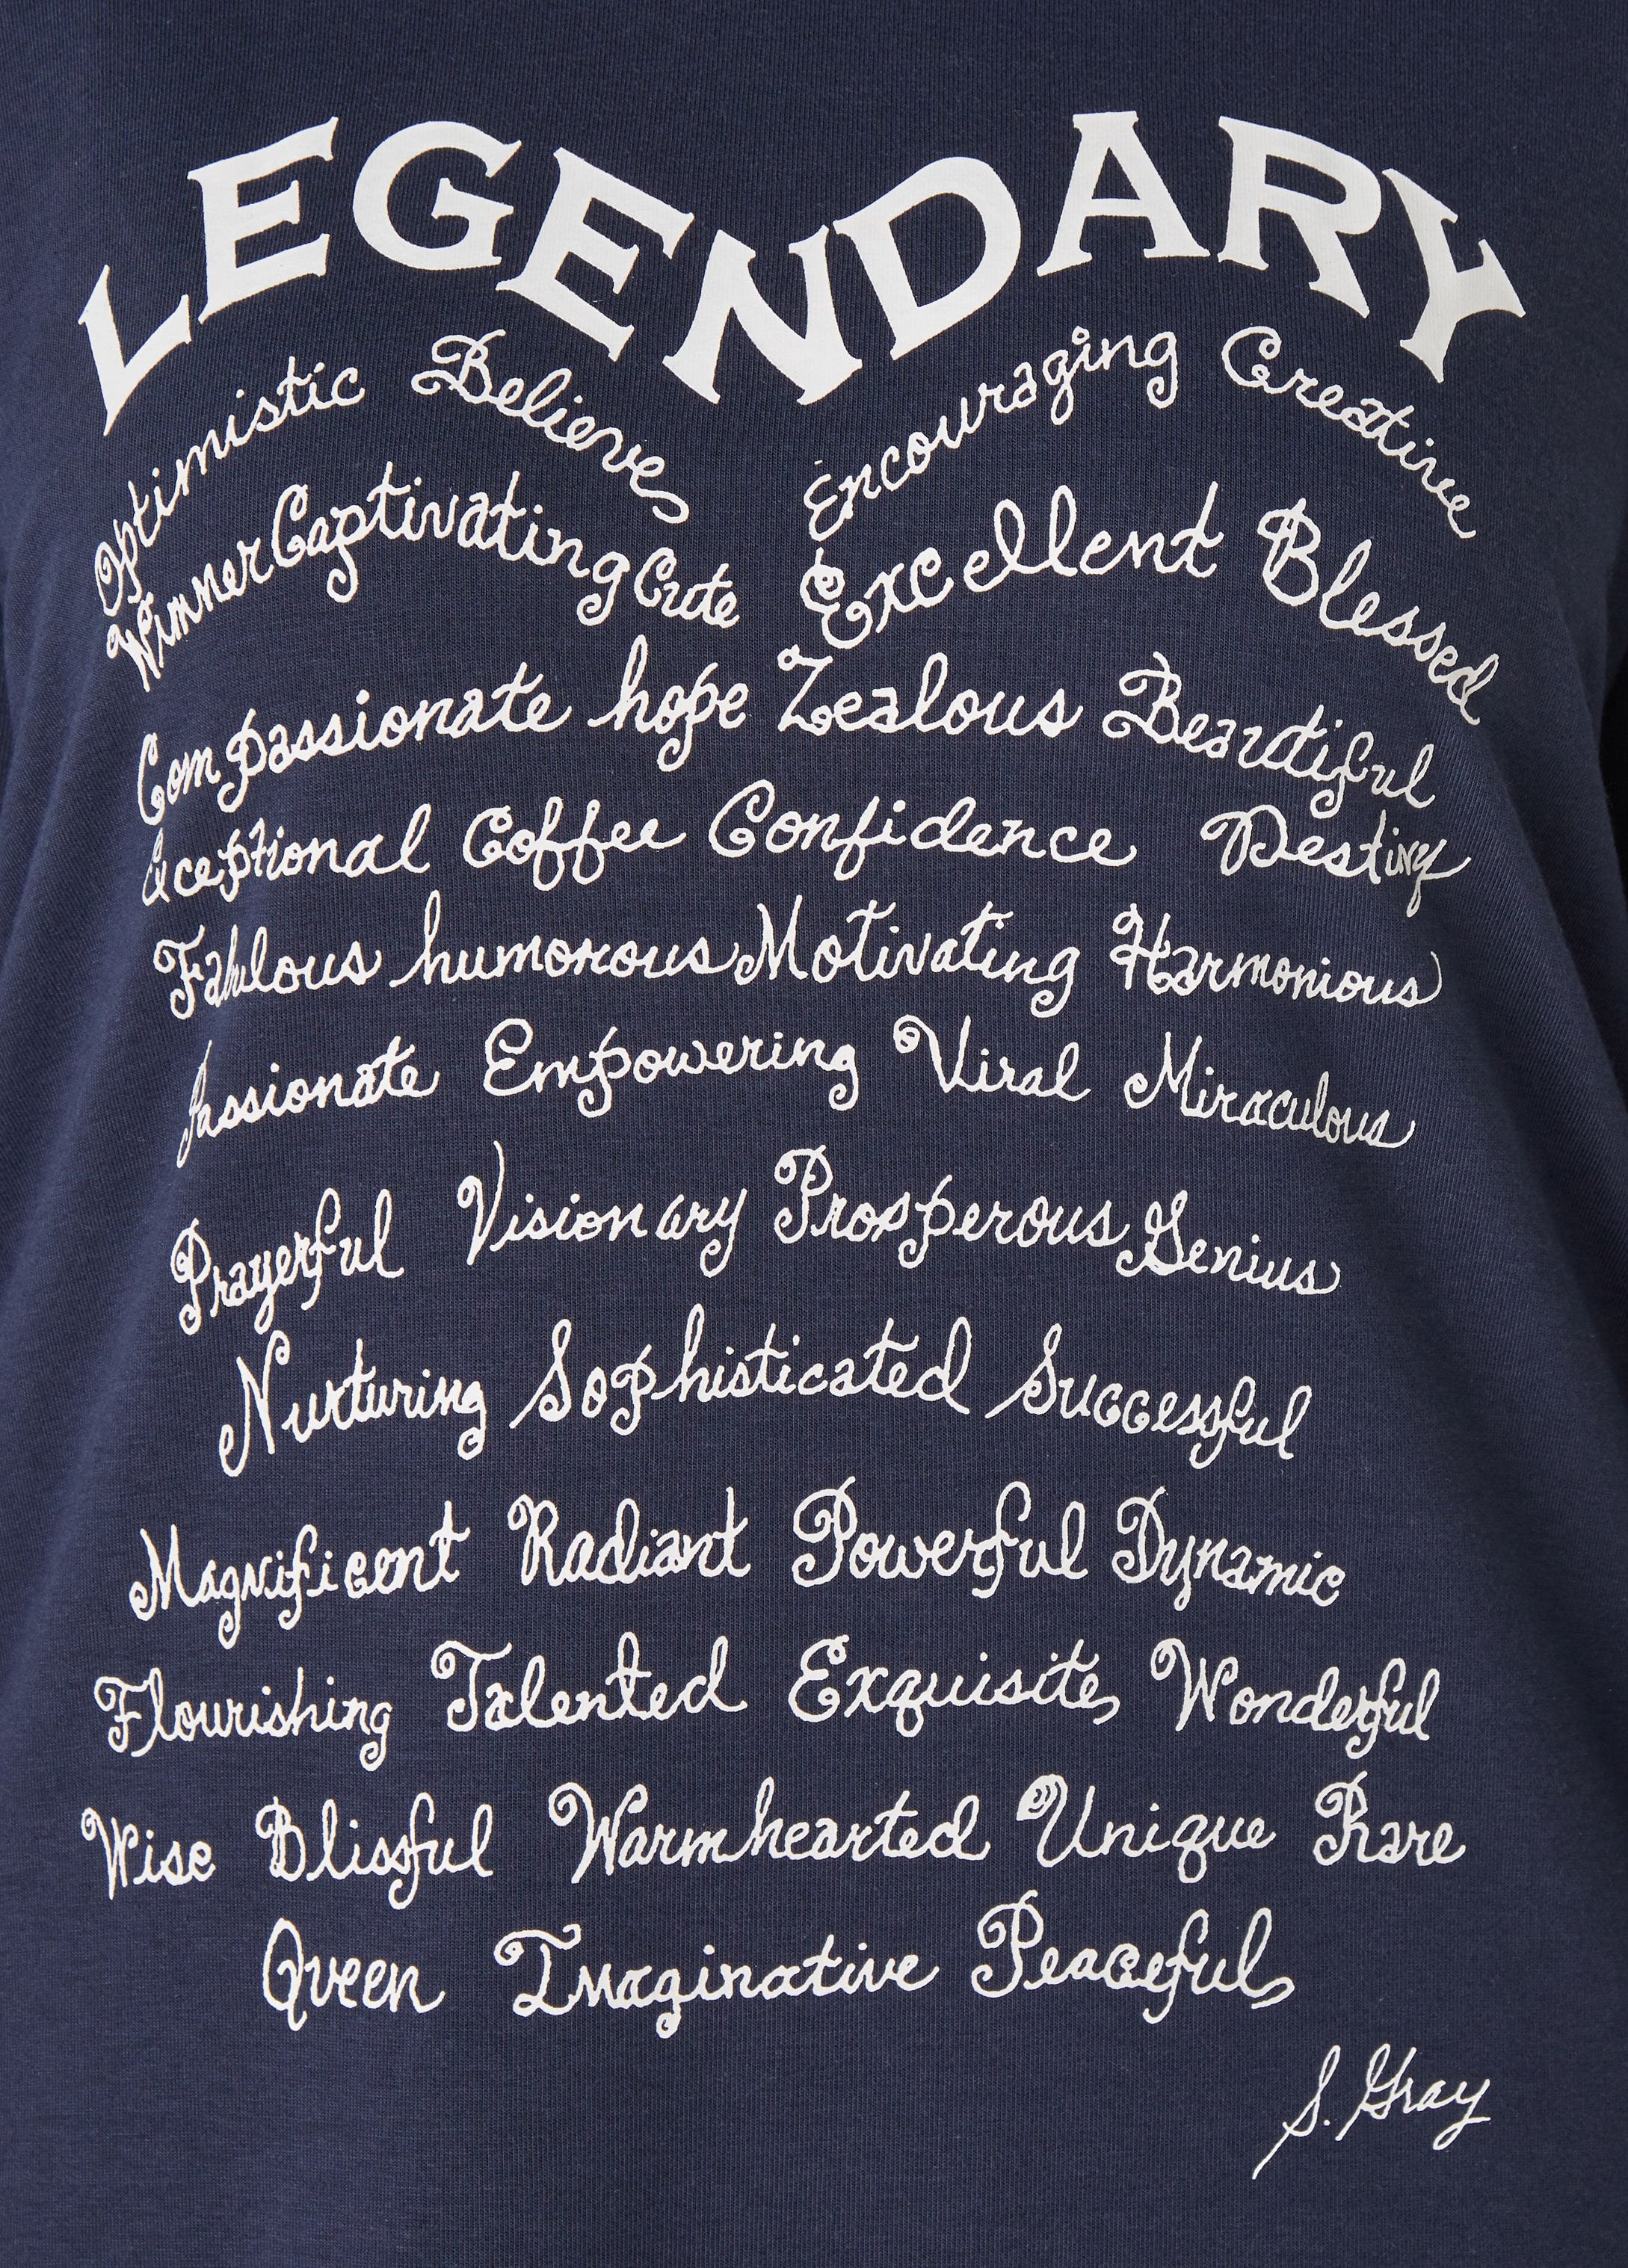 LEGENDARY
Optimistic Believe Encouraging Creative
Winner Captivating Cute Excellent Blessed
Compassionate hope Zealous Beautiful
Exceptional Coffee Confidence Destiny
Fabulous humorous Motivating Harmonious
Passionate Empowering Viral Miraculous
Prayerful Visionary Prosperous Genius
Nurturing Sophisticated Successful
Magnificent Radiant Powerful Dynamic
Flourishing Talented Exquisite Wonderful
Wise Blissful Warmhearted Unique Rare
Queen Imaginative Peaceful
S. Gray